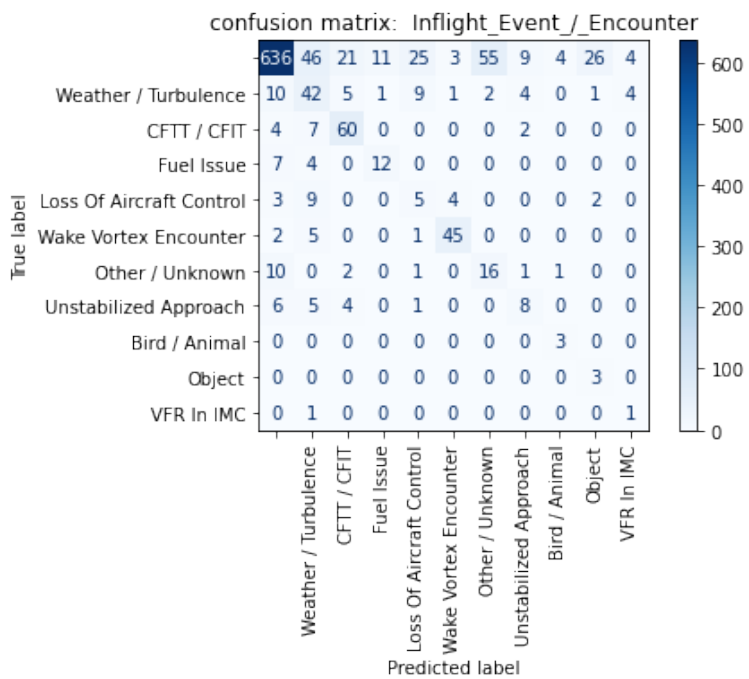 confusion matrix: Inflight_Event_/_Encounter
636 46 21 11 25 3 55 9 4 26 4
Weather / Turbulence 10 42 5 1 9 1 2 4 0 1 4
CFTT / CFIT 4 7 60 0 0 0 0 2 0 0 0
Fuel Issue 7 4 0 12 0 0 0 0 0 0 0
Loss Of Aircraft Control 3 9 0 0 5 4 0 0 0 2 0
Wake Vortex Encounter 2 5 0 0 1 45 0 0 0 0 0
Other / Unknown 10 0 2 0 1 0 16 1 1 0 0
Unstabilized Approach 6 5 4 0 1 0 0 8 0 0 0
Bird / Animal 0 0 0 0 0 0 0 0 3 0 0
Object 0 0 0 0 0 0 0 0 0 3 0
VFR In IMC 0 1 0 0 0 0 0 0 0 0 1
True label
Weather / Turbulence
CFTT / CFIT
Fuel Issue
Loss Of Aircraft Control
Wake Vortex Encounter
Other / Unknown
Unstabilized Approach
Bird / Animal
Object
VFR In IMC
Predicted label
600
500
400
300
200
100
0